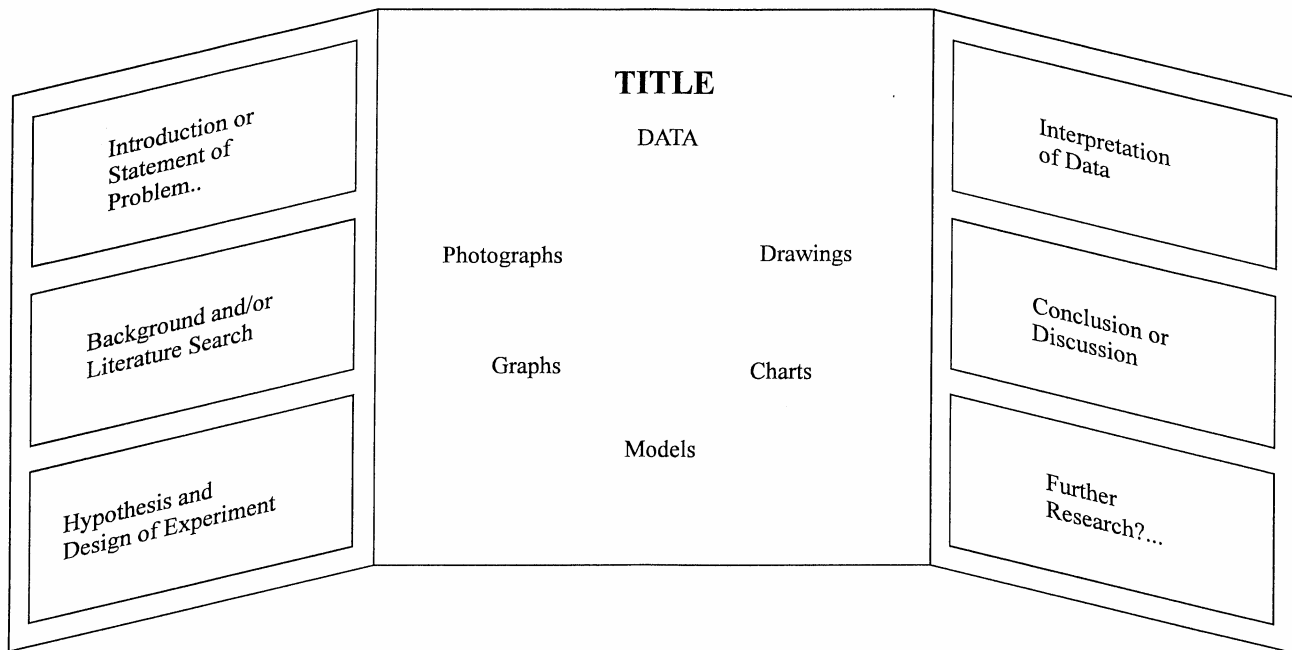 Introduction or
Statement of
Problem..
Background and/or
Literature Search
Hypothesis and
Design of Experiment
TITLE
DATA
Photographs
Drawings
Graphs
Charts
Models
Interpretation
of Data
Conclusion or
Discussion
Further
Research?...